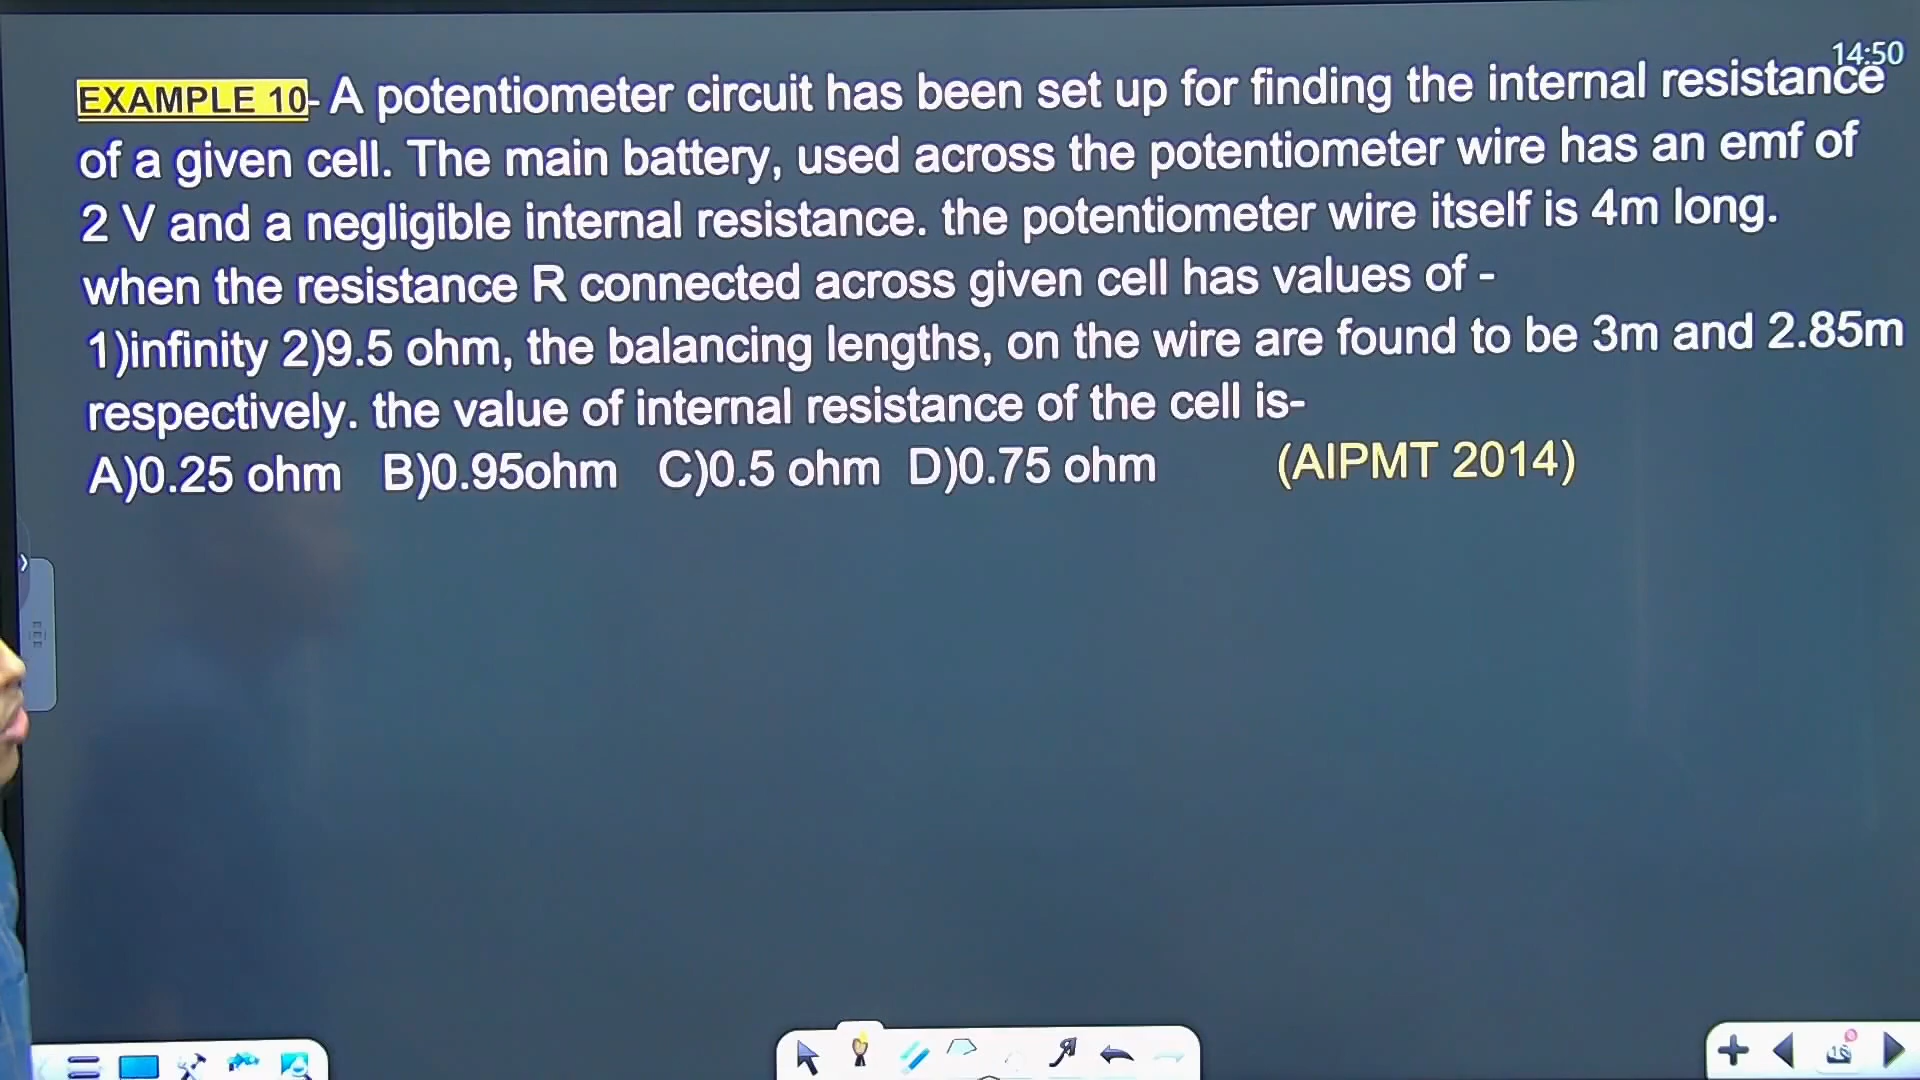 14:50
EXAMPLE 10- A potentiometer circuit has been set up for finding the internal resistance
of a given cell. The main battery, used across the potentiometer wire has an emf of
2 V and a negligible internal resistance. the potentiometer wire itself is 4m long.
when the resistance R connected across given cell has values of -
1)infinity 2)9.5 ohm, the balancing lengths, on the wire are found to be 3m and 2.85m
respectively. the value of internal resistance of the cell is-
A)0.25 ohm B)0.95ohm C)0.5 ohm D)0.75 ohm (AIPMT 2014)